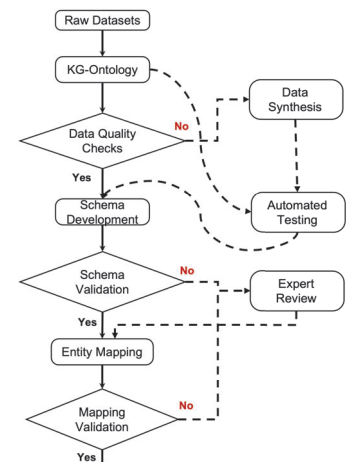 Raw Datasets
KG-Ontology
Data
Synthesis
No
Data Quality
Checks
Yes
Schema
Development
Automated
Testing
Schema
Validation
No
Expert
Review
Yes
Entity Mapping
No
Mapping
Validation
Yes